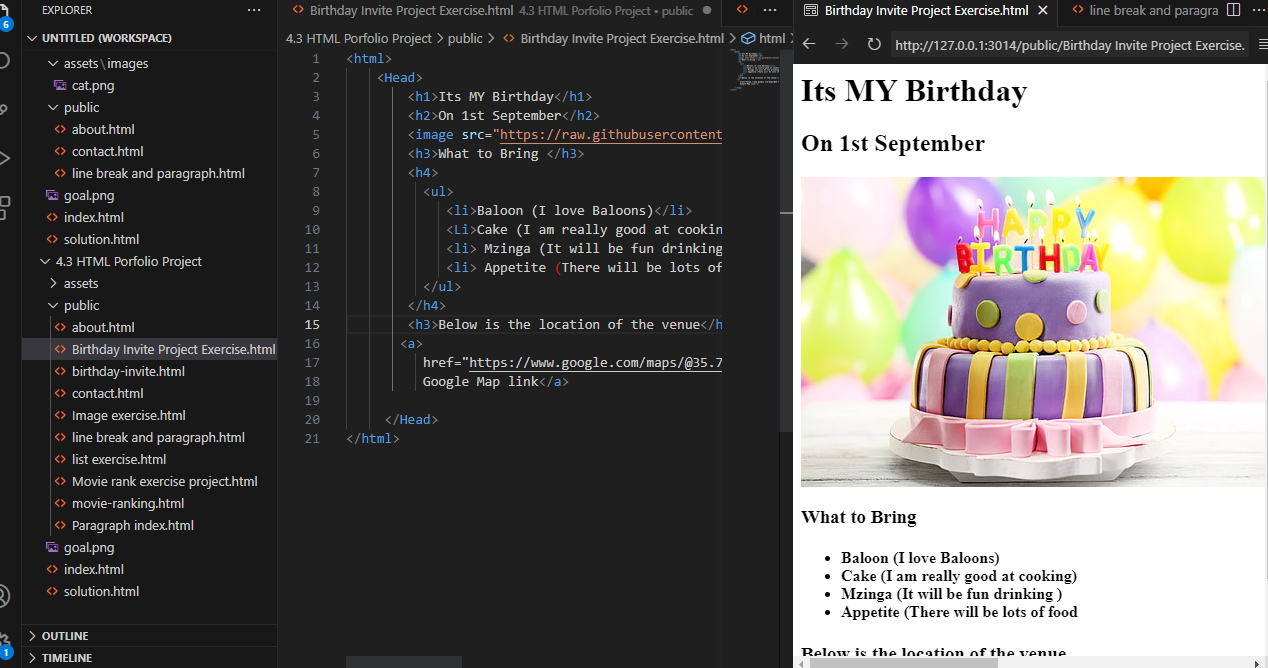 EXPLORER
UNTITLED (WORKSPACE)
assets\images
cat.png
public
about.html
contact.html
line break and paragraph.html
goal.png
index.html
solution.html
4.3 HTML Porfolio Project
assets
public
about.html
Birthday Invite Project Exercise.html
birthday-invite.html
contact.html
Image exercise.html
line break and paragraph.html
list exercise.html
Movie rank exercise project.html
movie-ranking.html
Paragraph index.html
goal.png
index.html
solution.html
OUTLINE
TIMELINE
6
1
Birthday Invite Project Exercise.html 4.3 HTML Porfolio Project • public
4.3 HTML Porfolio Project > public > Birthday Invite Project Exercise.html > html
1 <html>
2 <Head>
3 <h1>Its MY Birthday</h1>
4 <h2>On 1st September</h2>
5 <image src="https://raw.githubusercontent
6 <h3>What to Bring </h3>
7 <h4>
8 <ul>
9 <li>Baloon (I love Baloons)</li>
10 <Li>Cake (I am really good at cookin
11 <li> Mzinga (It will be fun drinking
12 <li> Appetite (There will be lots of
13 </ul>
14 </h4>
15 <h3>Below is the location of the venue</h
16 <a>
17 href="https://www.google.com/maps/@35.7
18 Google Map link</a>
19
20 </Head>
21 </html>
Birthday Invite Project Exercise.html
line break and paragra
http://127.0.0.1:3014/public/Birthday Invite Project Exercise.
Its MY Birthday
On 1st September
HAPPY
BIRTHDAY
What to Bring
• Baloon (I love Baloons)
• Cake (I am really good at cooking)
• Mzinga (It will be fun drinking )
• Appetite (There will be lots of food
Below is the location of the venue